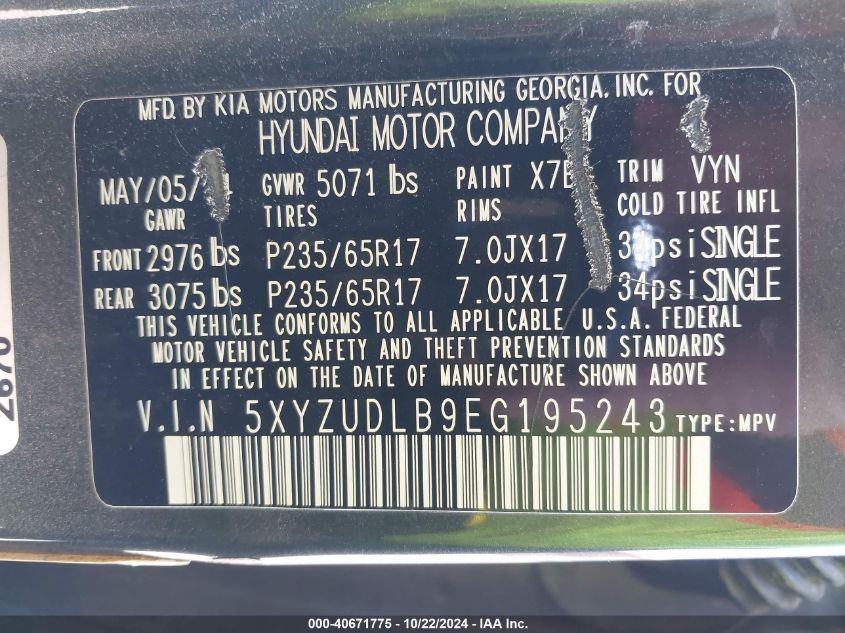 MFD. BY KIA MOTORS MANUFACTURING GEORGIA, INC. FOR
HYUNDAI MOTOR COMPANY
MAY/05/ GVWR 5071 lbs PAINT TRIM VYN
GAWR TIRES RIMS COLD TIRE INFL
FRONT 2976 lbs P235/65R17 7.0JX17 SINGLE
REAR 3075 lbs P235/65R17 7.0JX17 34psi SINGLE
THIS VEHICLE CONFORMS TO ALL APPLICABLE U.S.A. FEDERAL
MOTOR VEHICLE SAFETY AND THEFT PREVENTION STANDARDS
IN EFFECT ON THE DATE OF MANUFACTURE SHOWN ABOVE
V.I.N 5XYZUDLB9EG195243 TYPE:MPV
000-40671775 - 10/22/2024 - IAA Inc.